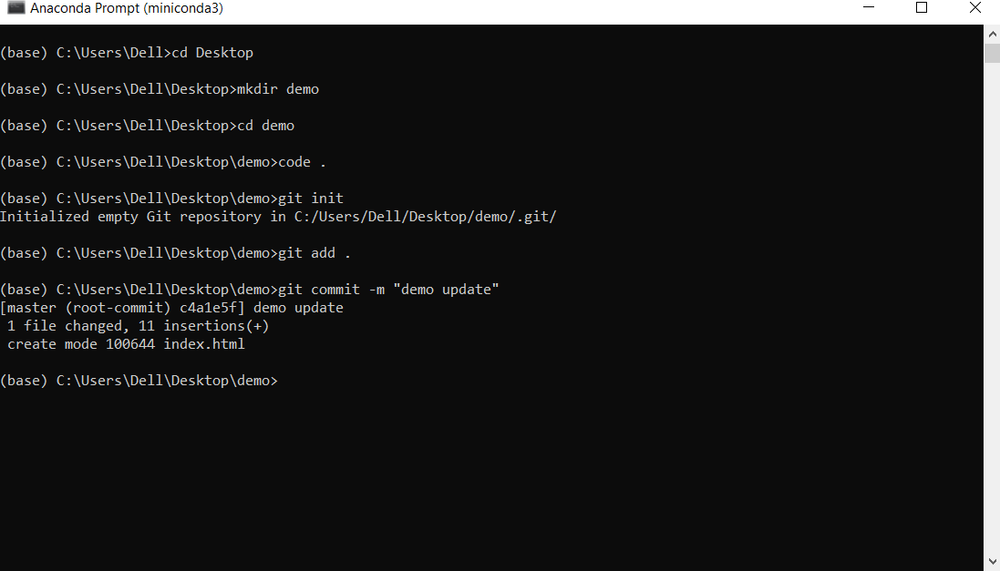 Anaconda Prompt (miniconda3)
(base) C:\Users\Dell>cd Desktop
(base) C:\Users\Dell\Desktop>mkdir demo
(base) C:\Users\Dell\Desktop>cd demo
(base) C:\Users\Dell\Desktop\demo>code .
(base) C:\Users\Dell\Desktop\demo>git init
Initialized empty Git repository in C:/Users/Dell/Desktop/demo/.git/
(base) C:\Users\Dell\Desktop\demo>git add .
(base) C:\Users\Dell\Desktop\demo>git commit -m "demo update"
[master (root-commit) c4a1e5f] demo update
 1 file changed, 11 insertions(+)
 create mode 100644 index.html
(base) C:\Users\Dell\Desktop\demo>